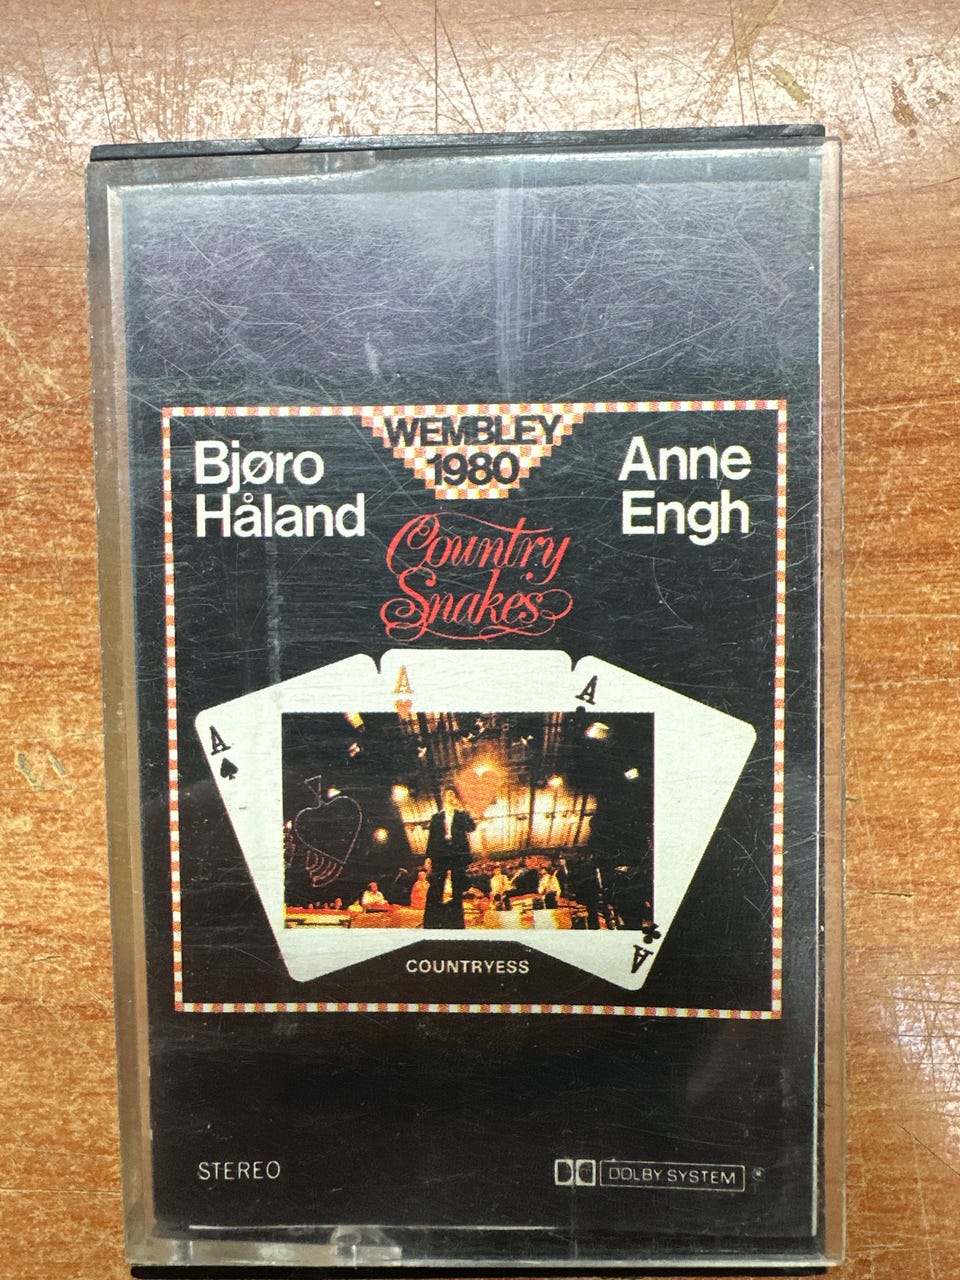 WEMBLEY
1980
Bjøro
Håland
Anne
Engh
Country
Snakes
A
A
A
A
COUNTRYESS
STEREO
DOLBY SYSTEM